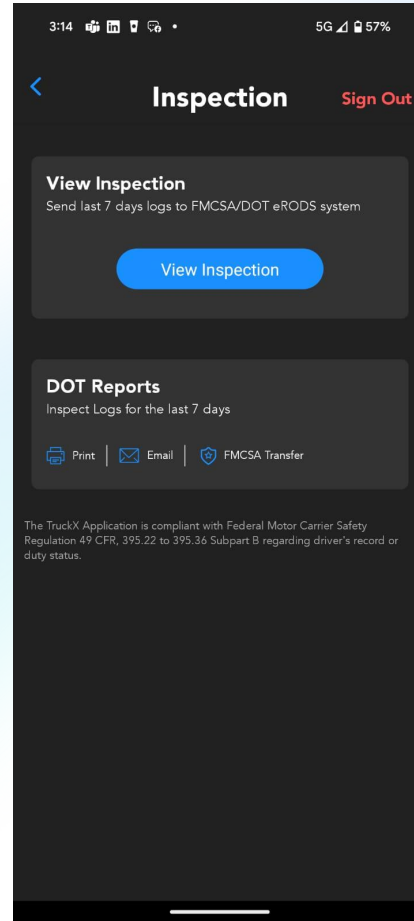 3:14 5G 57%
Inspection Sign Out
View Inspection
Send last 7 days logs to FMCSA/DOT eRODS system
View Inspection
DOT Reports
Inspect Logs for the last 7 days
Print Email FMCSA Transfer
The TruckX Application is compliant with Federal Motor Carrier Safety
Regulation 49 CFR, 395.22 to 395.36 Subpart B regarding driver's record or
duty status.